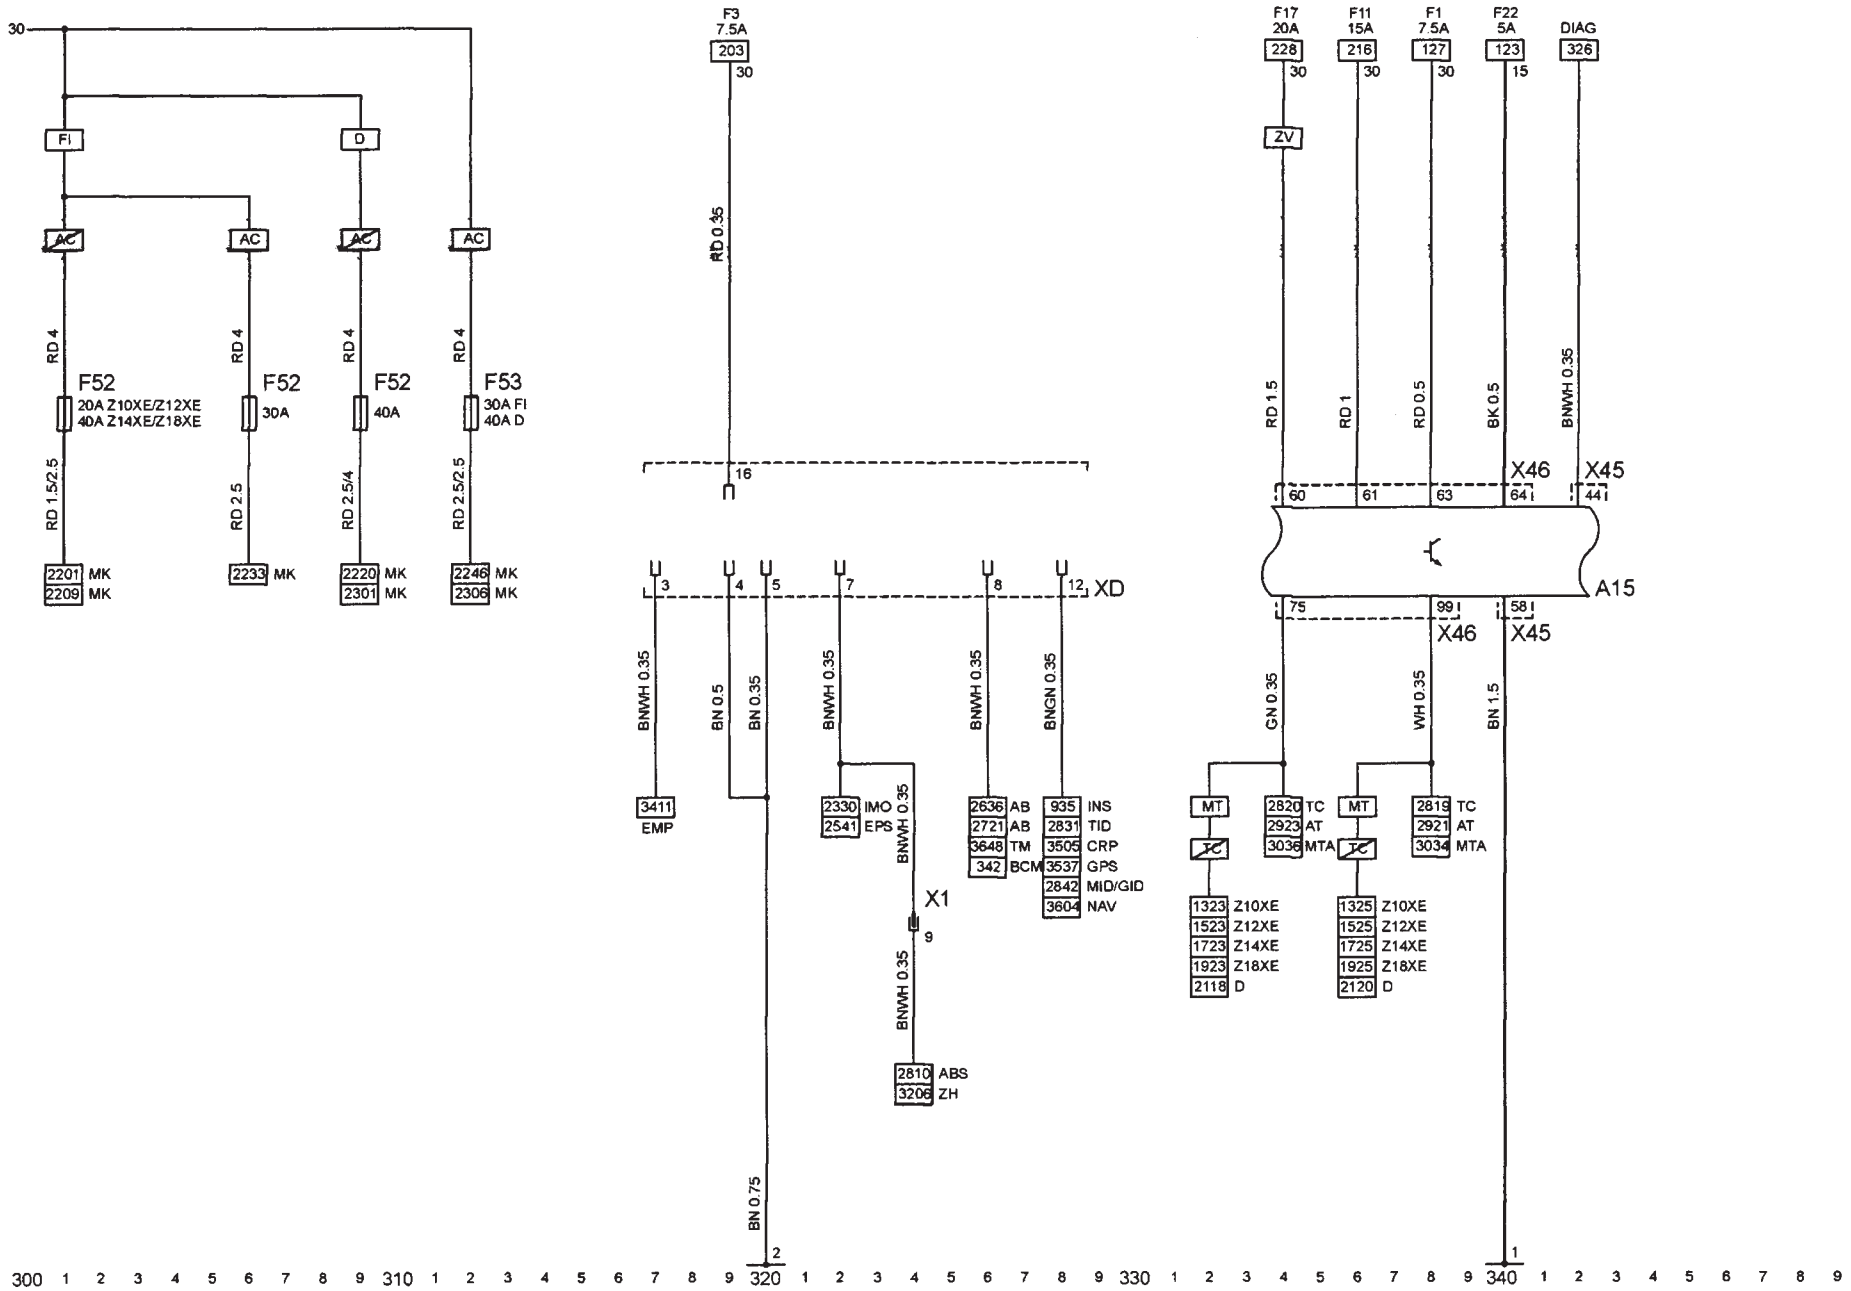 30
F3
7.5A
203
30
F17
20A
228
30
F11
15A
216
30
F1
7.5A
127
30
F22
5A
123
15
DIAG
326
FI
D
ZV
AC
AC
AC
AC
RD 0.35
RD 4
RD 4
RD 4
RD 4
F52
20A Z10XE/Z12XE
40A Z14XE/Z18XE
F52
30A
F52
40A
F53
30A FI
40A D
RD 1.5
RD 1
RD 0.5
BK 0.5
BNWH 0.35
RD 1.5/2.5
RD 2.5
RD 2.5/4
RD 2.5/2.5
16
X46
X45
60
61
63
64
44
2201 MK
2209 MK
2233 MK
2220 MK
2301 MK
2246 MK
2306 MK
3
4
5
7
8
12
XD
A15
75
99
58
X46
X45
BNWH 0.35
BN 0.5
BN 0.35
BNWH 0.35
BNWH 0.35
BNGN 0.35
GN 0.35
WH 0.35
BN 1.5
3411
EMP
2330 IMO
2541 EPS
BNWH 0.35
2636 AB
2721 AB
3648 TM
342 BCM
935 INS
2831 TID
3505 CRP
3537 GPS
2842 MID/GID
3604 NAV
MT
TC
2820 TC
2923 AT
3036 MTA
MT
TC
2819 TC
2921 AT
3034 MTA
X1
9
BNWH 0.35
1323 Z10XE
1523 Z12XE
1723 Z14XE
1923 Z18XE
2118 D
1325 Z10XE
1525 Z12XE
1725 Z14XE
1925 Z18XE
2120 D
2810 ABS
3206 ZH
BN 0.75
2
1
300 1 2 3 4 5 6 7 8 9 310 1 2 3 4 5 6 7 8 9 320 1 2 3 4 5 6 7 8 9 330 1 2 3 4 5 6 7 8 9 340 1 2 3 4 5 6 7 8 9